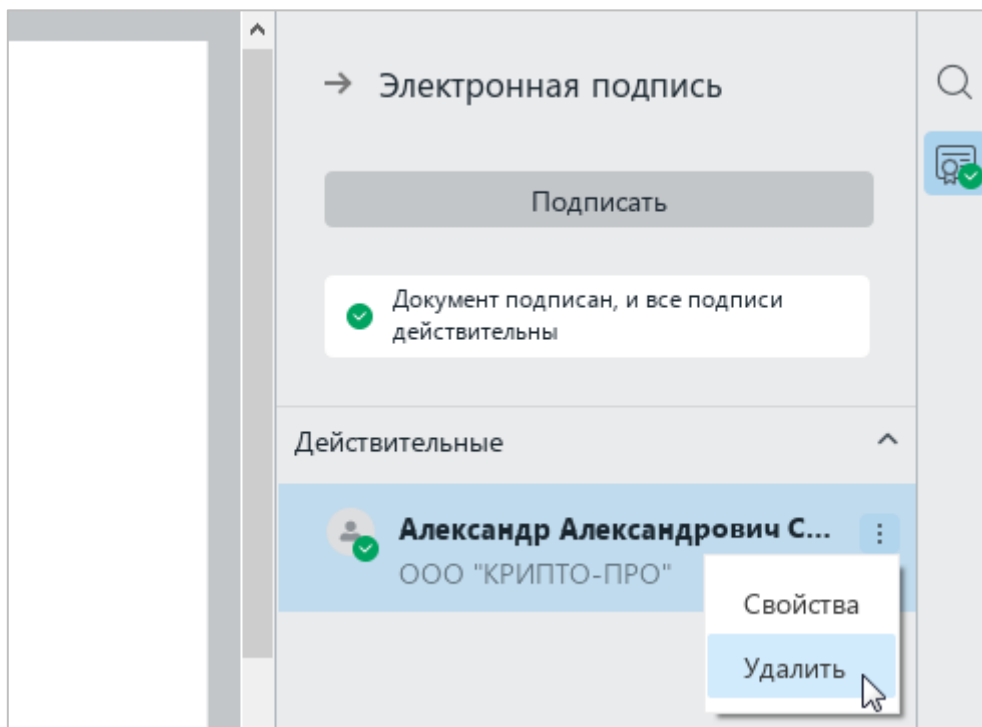 Электронная подпись
Подписать
Документ подписан, и все подписи
действительны
Действительные
Александр Александрович С...
ООО "КРИПТО-ПРО"
Свойства
Удалить